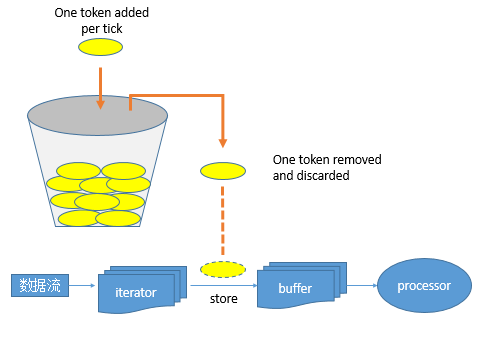 One token added
per tick
One token removed
and discarded
数据流
iterator
store
buffer
processor